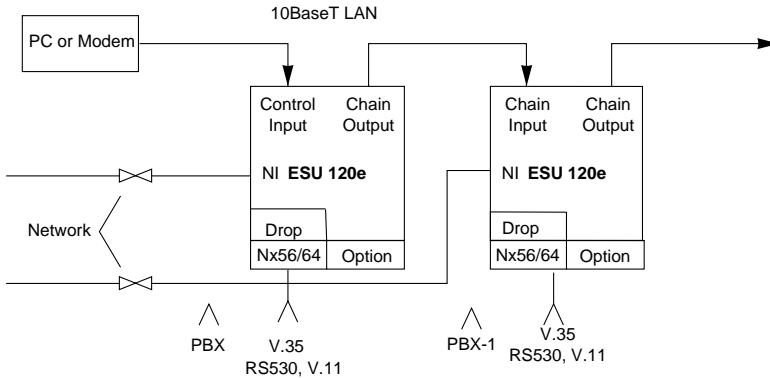 10BaseT LAN
PC or Modem
Control Input
Chain Output
Chain Input
Chain Output
NI ESU 120e
NI ESU 120e
Network
Drop
Drop
Nx56/64
Option
Nx56/64
Option
PBX
V.35
RS530, V.11
PBX-1
V.35
RS530, V.11